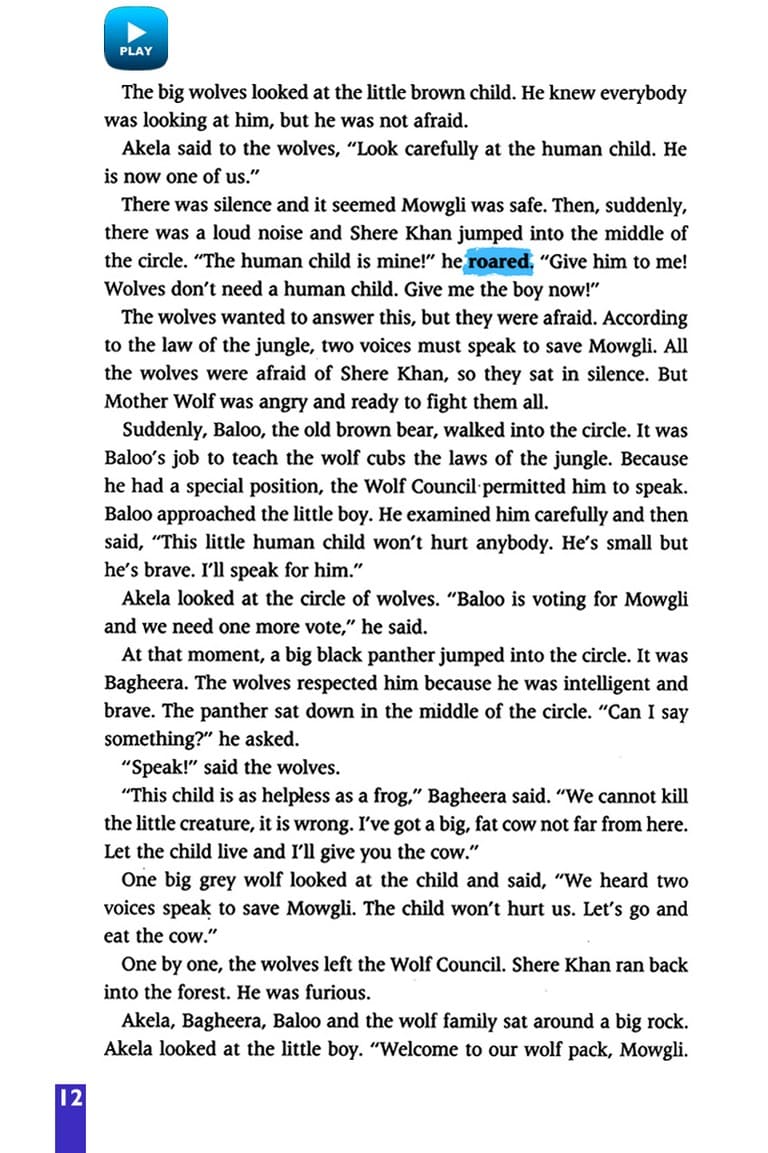 PLAY
The big wolves looked at the little brown child. He knew everybody
was looking at him, but he was not afraid.
Akela said to the wolves, “Look carefully at the human child. He
is now one of us.”
There was silence and it seemed Mowgli was safe. Then, suddenly,
there was a loud noise and Shere Khan jumped into the middle of
the circle. “The human child is mine!” he roared. “Give him to me!
Wolves don’t need a human child. Give me the boy now!”
The wolves wanted to answer this, but they were afraid. According
to the law of the jungle, two voices must speak to save Mowgli. All
the wolves were afraid of Shere Khan, so they sat in silence. But
Mother Wolf was angry and ready to fight them all.
Suddenly, Baloo, the old brown bear, walked into the circle. It was
Baloo’s job to teach the wolf cubs the laws of the jungle. Because
he had a special position, the Wolf Council permitted him to speak.
Baloo approached the little boy. He examined him carefully and then
said, “This little human child won’t hurt anybody. He’s small but
he’s brave. I’ll speak for him.”
Akela looked at the circle of wolves. “Baloo is voting for Mowgli
and we need one more vote,” he said.
At that moment, a big black panther jumped into the circle. It was
Bagheera. The wolves respected him because he was intelligent and
brave. The panther sat down in the middle of the circle. “Can I say
something?” he asked.
“Speak!” said the wolves.
“This child is as helpless as a frog,” Bagheera said. “We cannot kill
the little creature, it is wrong. I’ve got a big, fat cow not far from here.
Let the child live and I’ll give you the cow.”
One big grey wolf looked at the child and said, “We heard two
voices speak to save Mowgli. The child won’t hurt us. Let’s go and
eat the cow.”
One by one, the wolves left the Wolf Council. Shere Khan ran back
into the forest. He was furious.
Akela, Bagheera, Baloo and the wolf family sat around a big rock.
Akela looked at the little boy. “Welcome to our wolf pack, Mowgli.
12